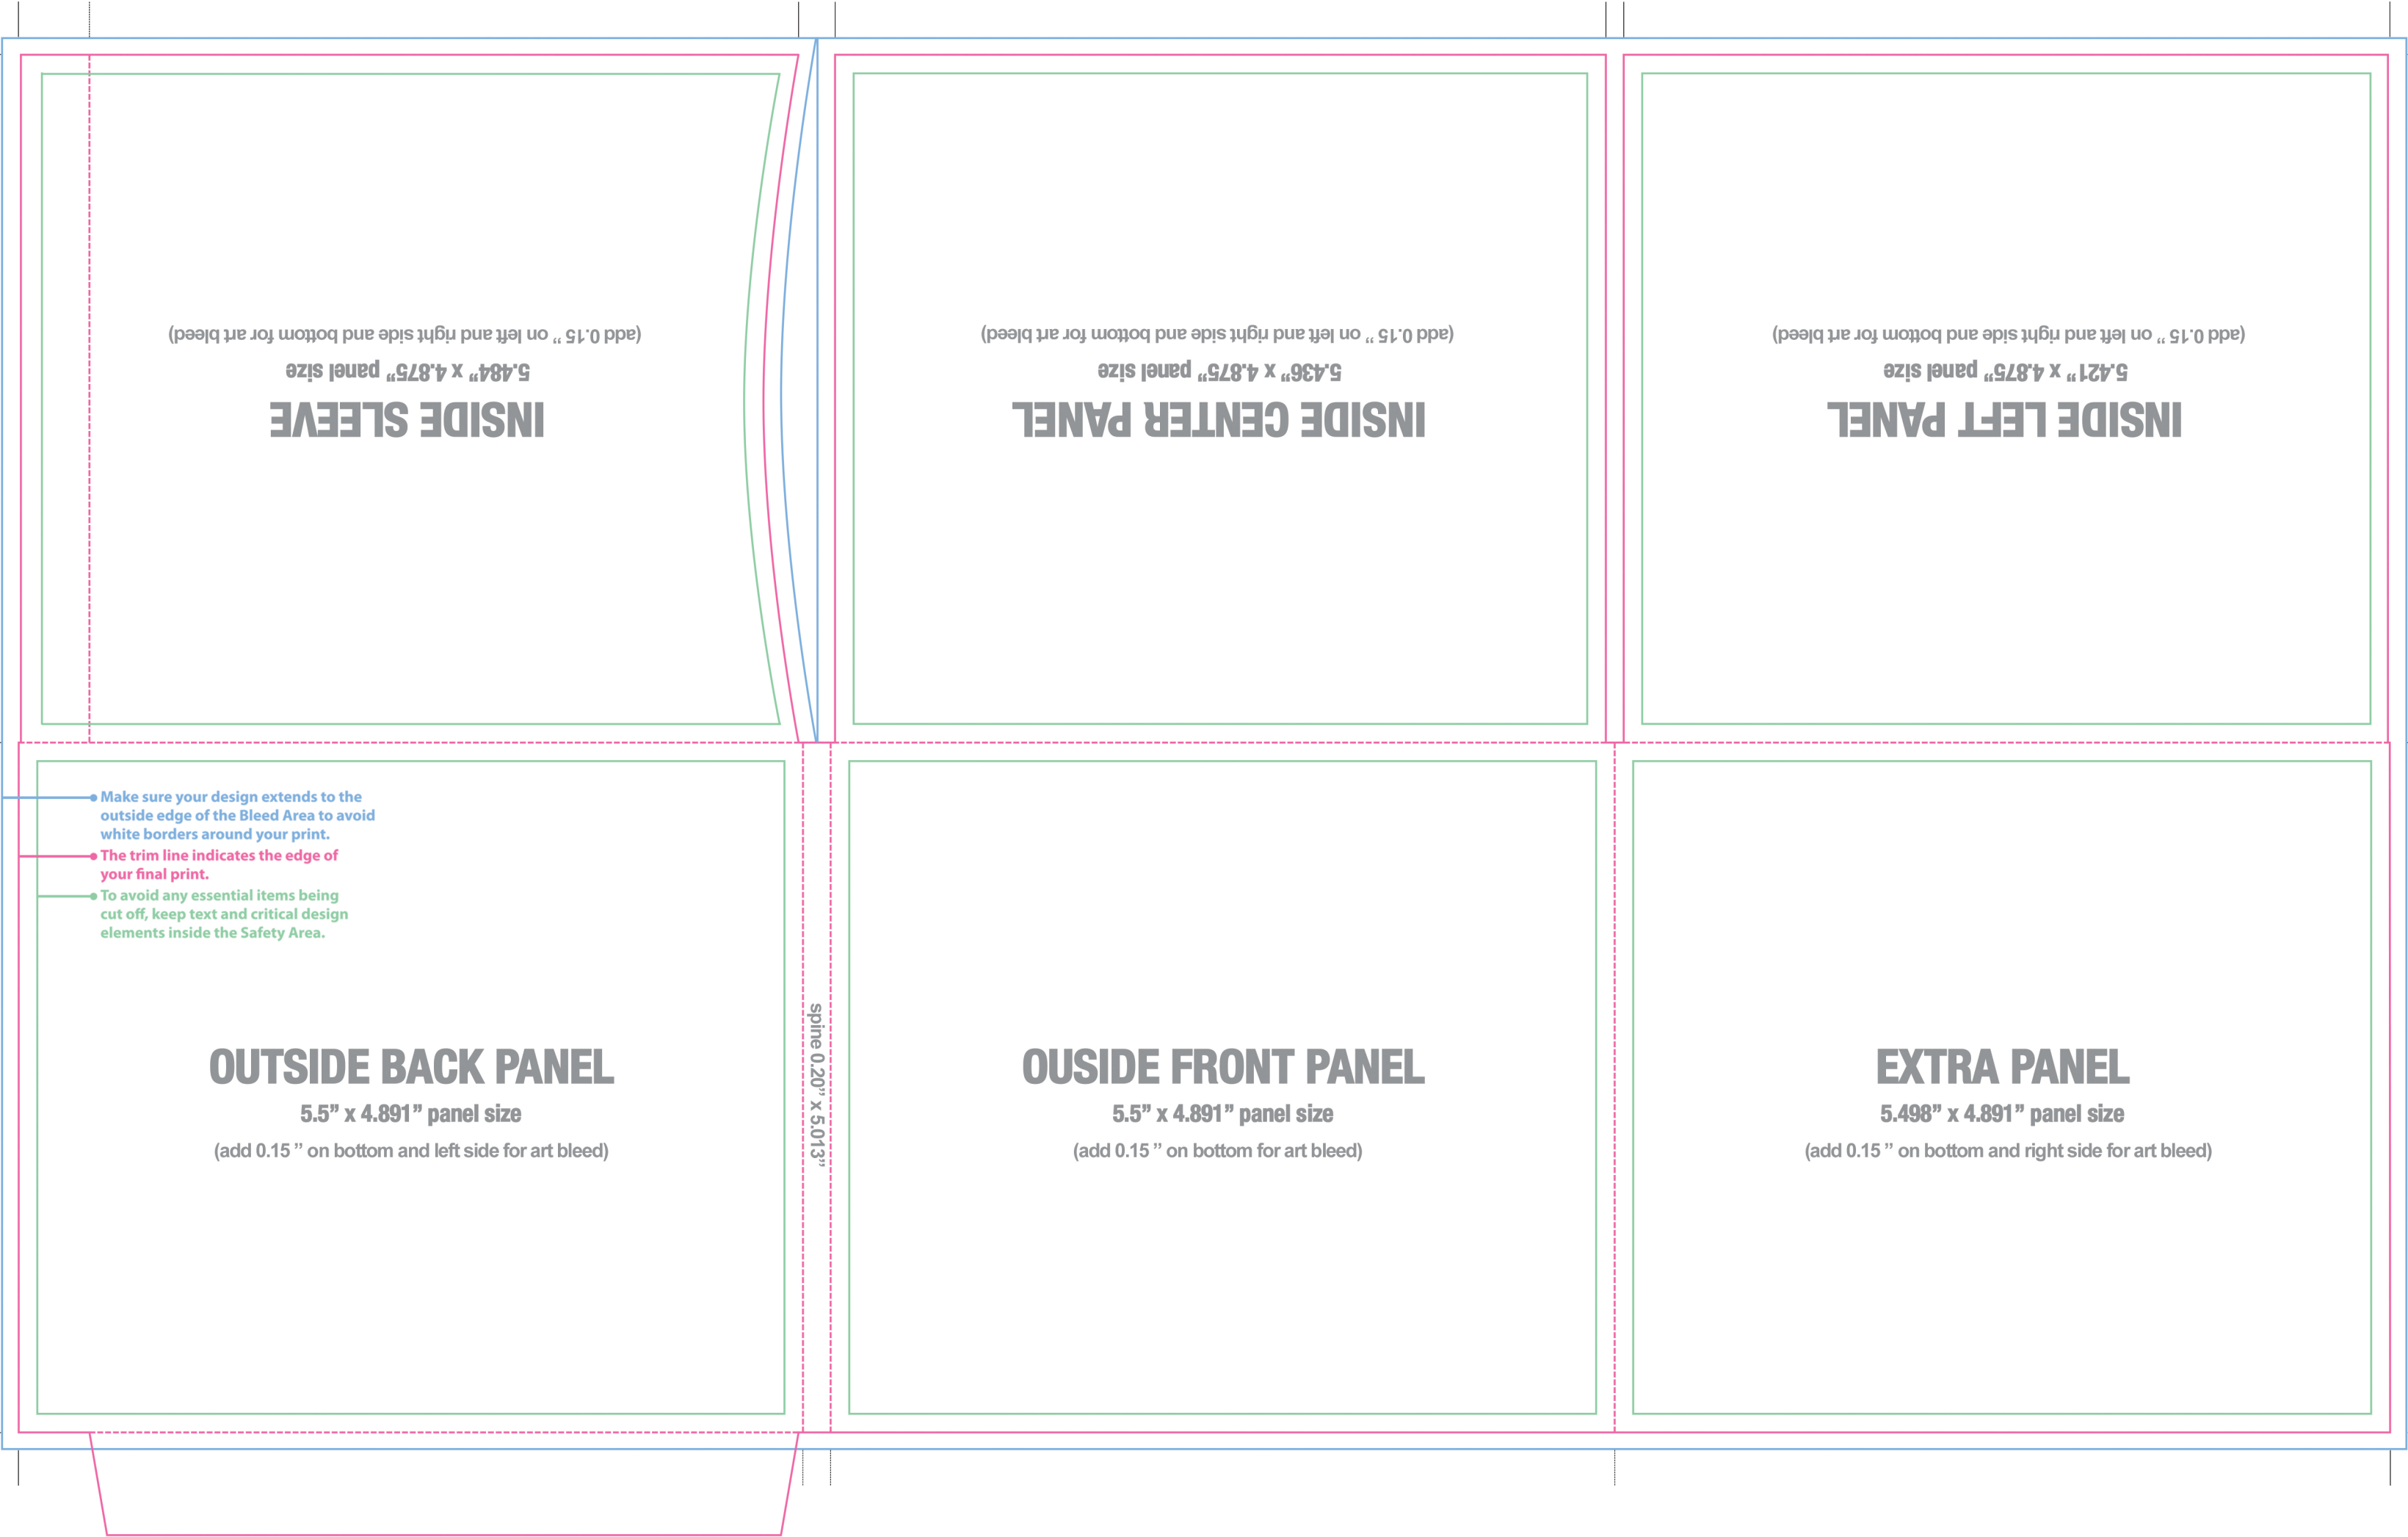 INSIDE SLEEVE
5.484“ x 4.875“ panel size
(add 0.15 “ on left and right side and bottom for art bleed)
INSIDE CENTER PANEL
5.436“ x 4.875“ panel size
(add 0.15 “ on left and right side and bottom for art bleed)
INSIDE LEFT PANEL
5.421“ x 4.875“ panel size
(add 0.15 “ on left and right side and bottom for art bleed)
Make sure your design extends to the
outside edge of the Bleed Area to avoid
white borders around your print.
The trim line indicates the edge of
your final print.
To avoid any essential items being
cut off, keep text and critical design
elements inside the Safety Area.
OUTSIDE BACK PANEL
5.5” x 4.891” panel size
(add 0.15 ” on bottom and left side for art bleed)
spine 0.20” x 5.013”
OUSIDE FRONT PANEL
5.5” x 4.891” panel size
(add 0.15 ” on bottom for art bleed)
EXTRA PANEL
5.498” x 4.891” panel size
(add 0.15 ” on bottom and right side for art bleed)